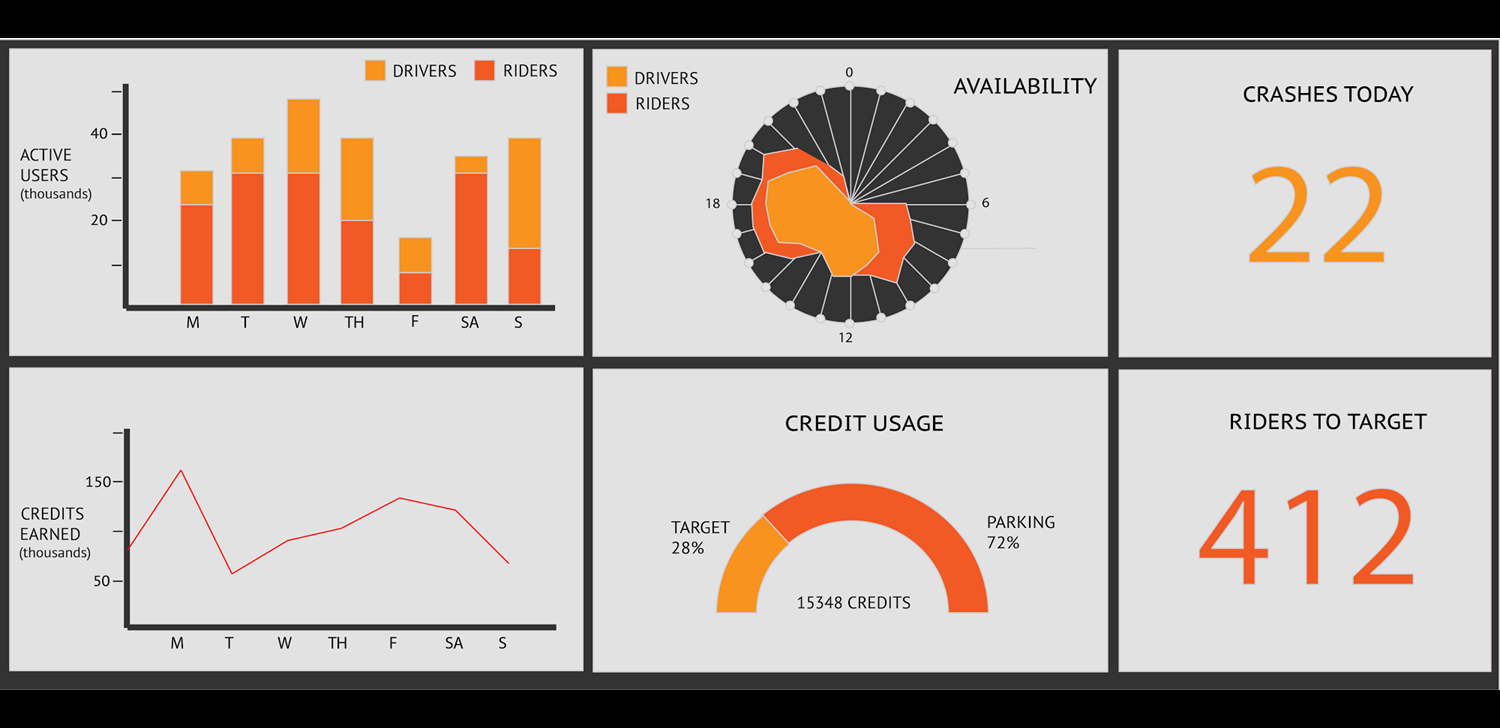 DRIVERS
RIDERS
40
ACTIVE
USERS
(thousands)
20
M
T
W
TH
F
SA
S
DRIVERS
RIDERS
AVAILABILITY
0
6
12
18
CRASHES TODAY
22
CREDITS
EARNED
(thousands)
150
50
M
T
W
TH
F
SA
S
CREDIT USAGE
TARGET
28%
PARKING
72%
15348 CREDITS
RIDERS TO TARGET
412